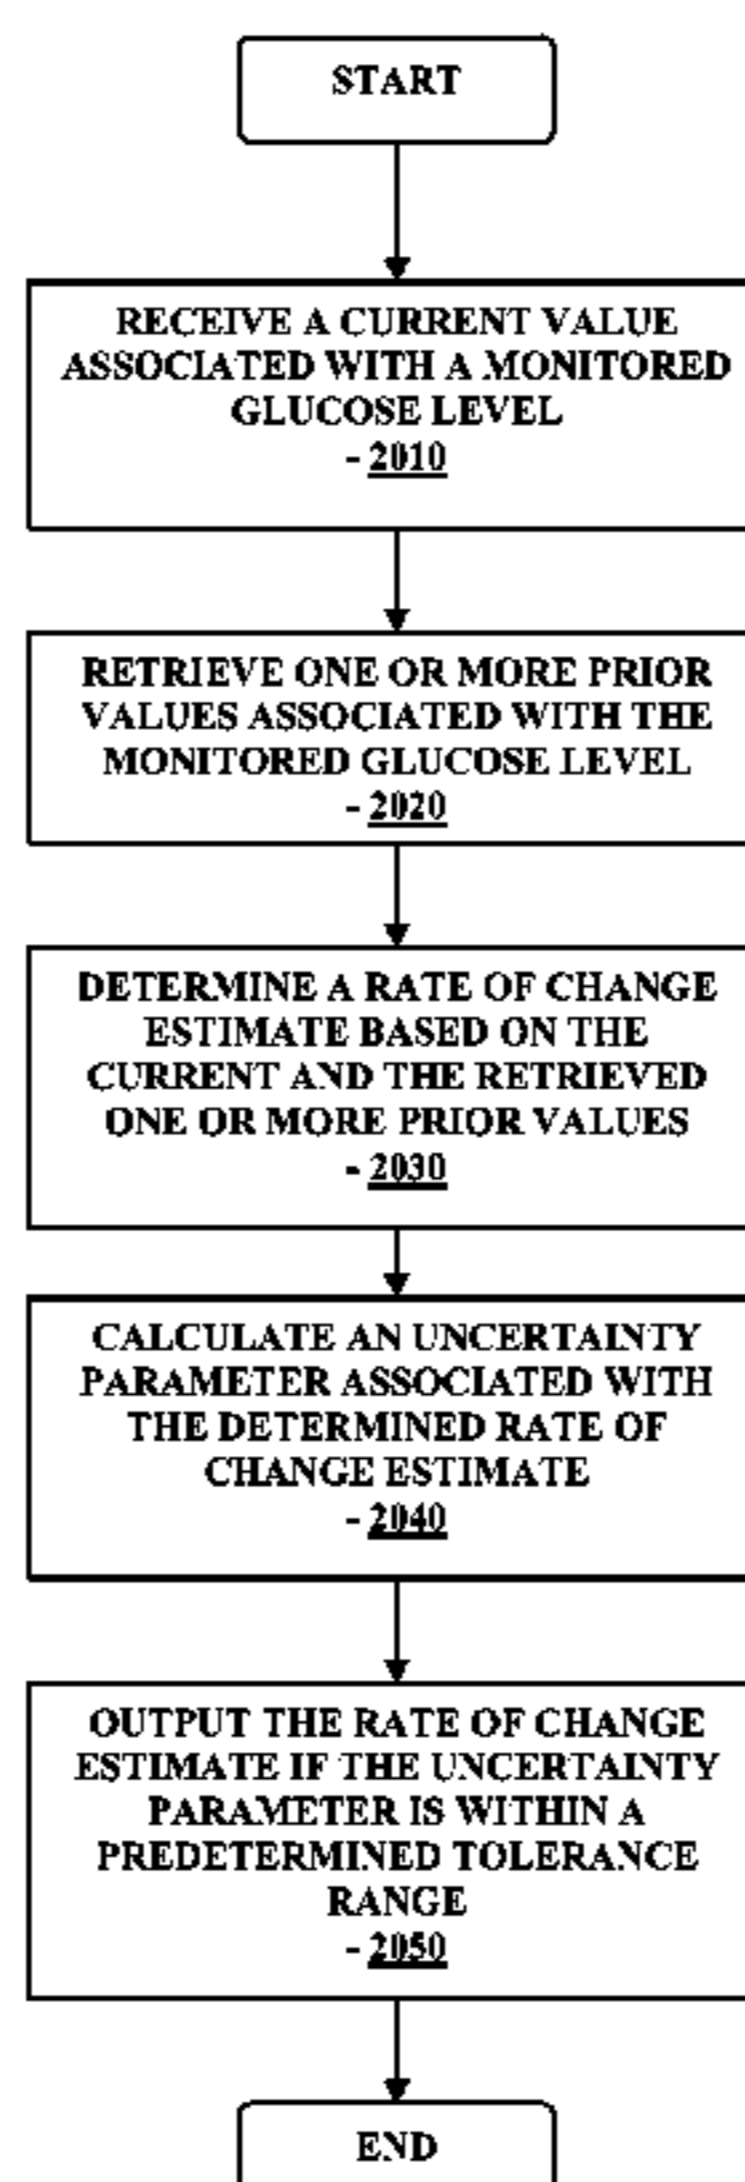 START
RECEIVE A CURRENT VALUE
ASSOCIATED WITH A MONITORED
GLUCOSE LEVEL
- 2010
RETRIEVE ONE OR MORE PRIOR
VALUES ASSOCIATED WITH THE
MONITORED GLUCOSE LEVEL
- 2020
DETERMINE A RATE OF CHANGE
ESTIMATE BASED ON THE
CURRENT AND THE RETRIEVED
ONE OR MORE PRIOR VALUES
- 2030
CALCULATE AN UNCERTAINTY
PARAMETER ASSOCIATED WITH
THE DETERMINED RATE OF
CHANGE ESTIMATE
- 2040
OUTPUT THE RATE OF CHANGE
ESTIMATE IF THE UNCERTAINTY
PARAMETER IS WITHIN A
PREDETERMINED TOLERANCE
RANGE
- 2050
END